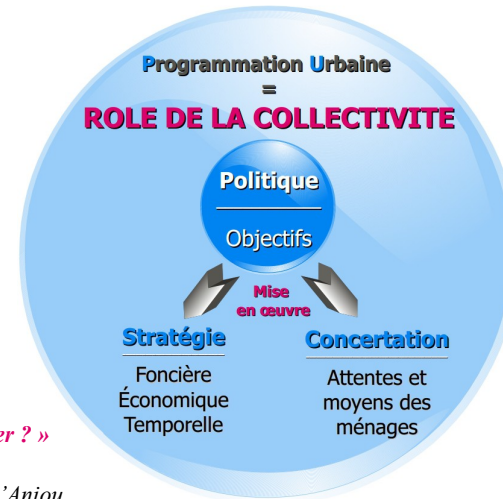 Programmation Urbaine
=
ROLE DE LA COLLECTIVITE
Politique
Objectifs
Mise
en œuvre
Stratégie
Foncière
Économique
Temporelle
Concertation
Attentes et
moyens des
ménages
er ? »
'Anjou